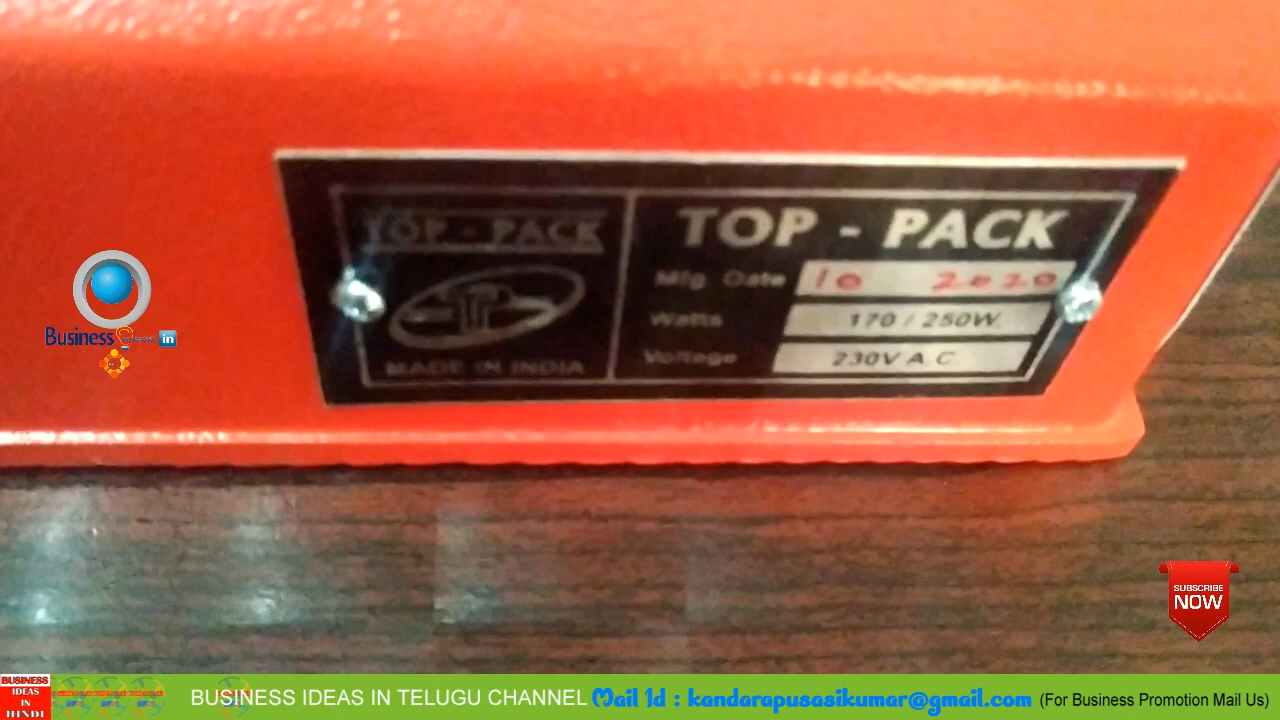 TOP - PACK
MADE IN INDIA
TOP - PACK
Mfg Date 10 2020
Watts 170 / 250W
Voltage 230V A C
Business Ideas in
SUBSCRIBE
NOW
BUSINESS
IDEAS
IN
HINDI
BUSINESS IDEAS IN TELUGU CHANNEL Mail Id : kandarapusasikumar@gmail.com (For Business Promotion Mail Us)